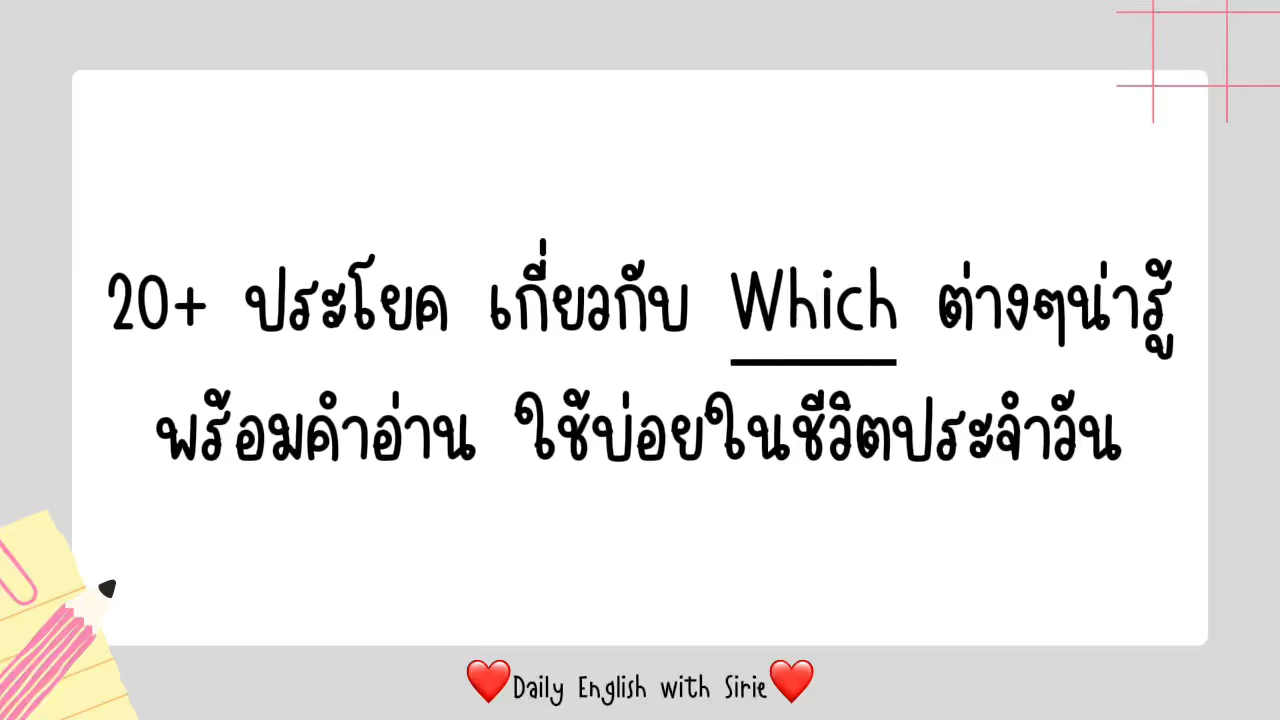 20+ ประโยค เกี่ยวกับ Which ต่างๆน่ารู้
พร้อมคำอ่าน ใช้บ่อยในชีวิตประจำวัน
❤️Daily English with Sirie❤️